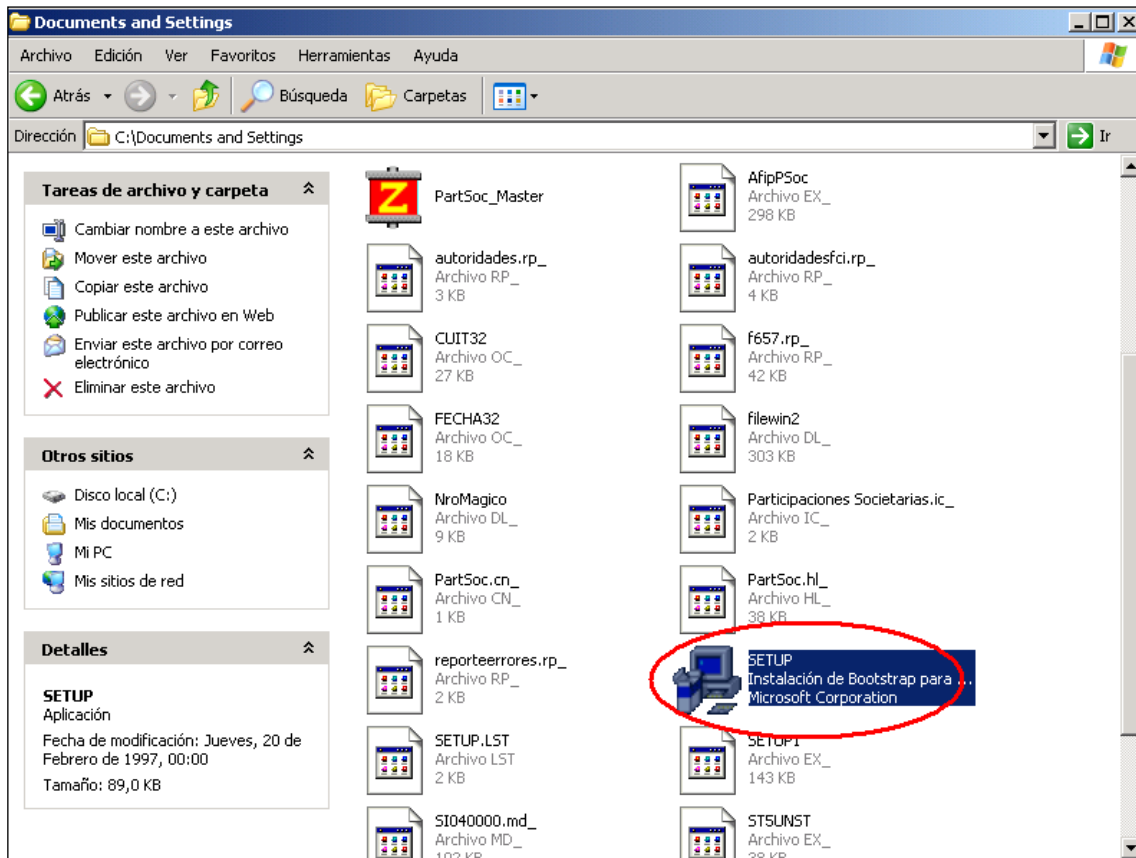 Documents and Settings
Archivo Edición Ver Favoritos Herramientas Ayuda
Atrás Búsqueda Carpetas
Dirección C:\Documents and Settings Ir
Tareas de archivo y carpeta
Cambiar nombre a este archivo
Mover este archivo
Copiar este archivo
Publicar este archivo en Web
Enviar este archivo por correo
electrónico
Eliminar este archivo
Otros sitios
Disco local (C:)
Mis documentos
Mi PC
Mis sitios de red
Detalles
SETUP
Aplicación
Fecha de modificación: Jueves, 20 de
Febrero de 1997, 00:00
Tamaño: 89,0 KB
Z
PartSoc_Master
AfipPSoc
Archivo EX_
298 KB
autoridades.rp_
Archivo RP_
3 KB
autoridadesfci.rp_
Archivo RP_
4 KB
CUIT32
Archivo OC_
27 KB
f657.rp_
Archivo RP_
42 KB
FECHA32
Archivo OC_
18 KB
filewin2
Archivo DL_
303 KB
NroMagico
Archivo DL_
9 KB
Participaciones Societarias.ic_
Archivo IC_
2 KB
PartSoc.cn_
Archivo CN_
1 KB
PartSoc.hl_
Archivo HL_
38 KB
reporteerrores.rp_
Archivo RP_
2 KB
SETUP
Instalación de Bootstrap para ...
Microsoft Corporation
SETUP.LST
Archivo LST
2 KB
SETUP1
Archivo EX_
143 KB
SI040000.md_
Archivo MD_
ST5UNST
Archivo EX_